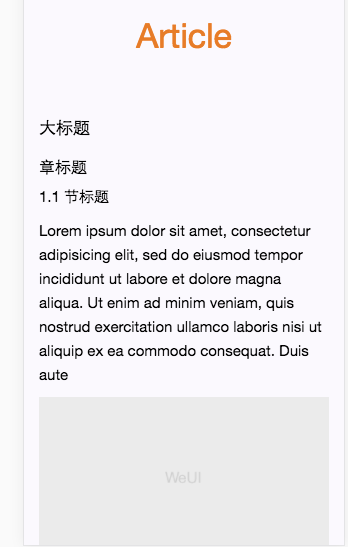 Article
大标题
章标题
1.1 节标题
Lorem ipsum dolor sit amet, consectetur
adipisicing elit, sed do eiusmod tempor
incididunt ut labore et dolore magna
aliqua. Ut enim ad minim veniam, quis
nostrud exercitation ullamco laboris nisi ut
aliquip ex ea commodo consequat. Duis
aute
WeUI